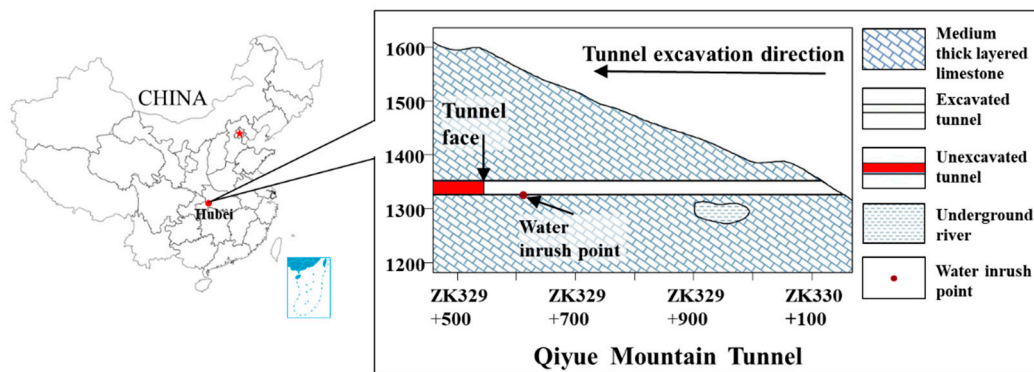 CHINA
Hubei
1600
1500
1400
1300
1200
Tunnel excavation direction
Tunnel
face
Water
inrush point
ZK329
+500
ZK329
+700
ZK329
+900
ZK330
+100
Qiyue Mountain Tunnel
Medium
thick layered
limestone
Excavated
tunnel
Unexcavated
tunnel
Underground
river
Water inrush
point